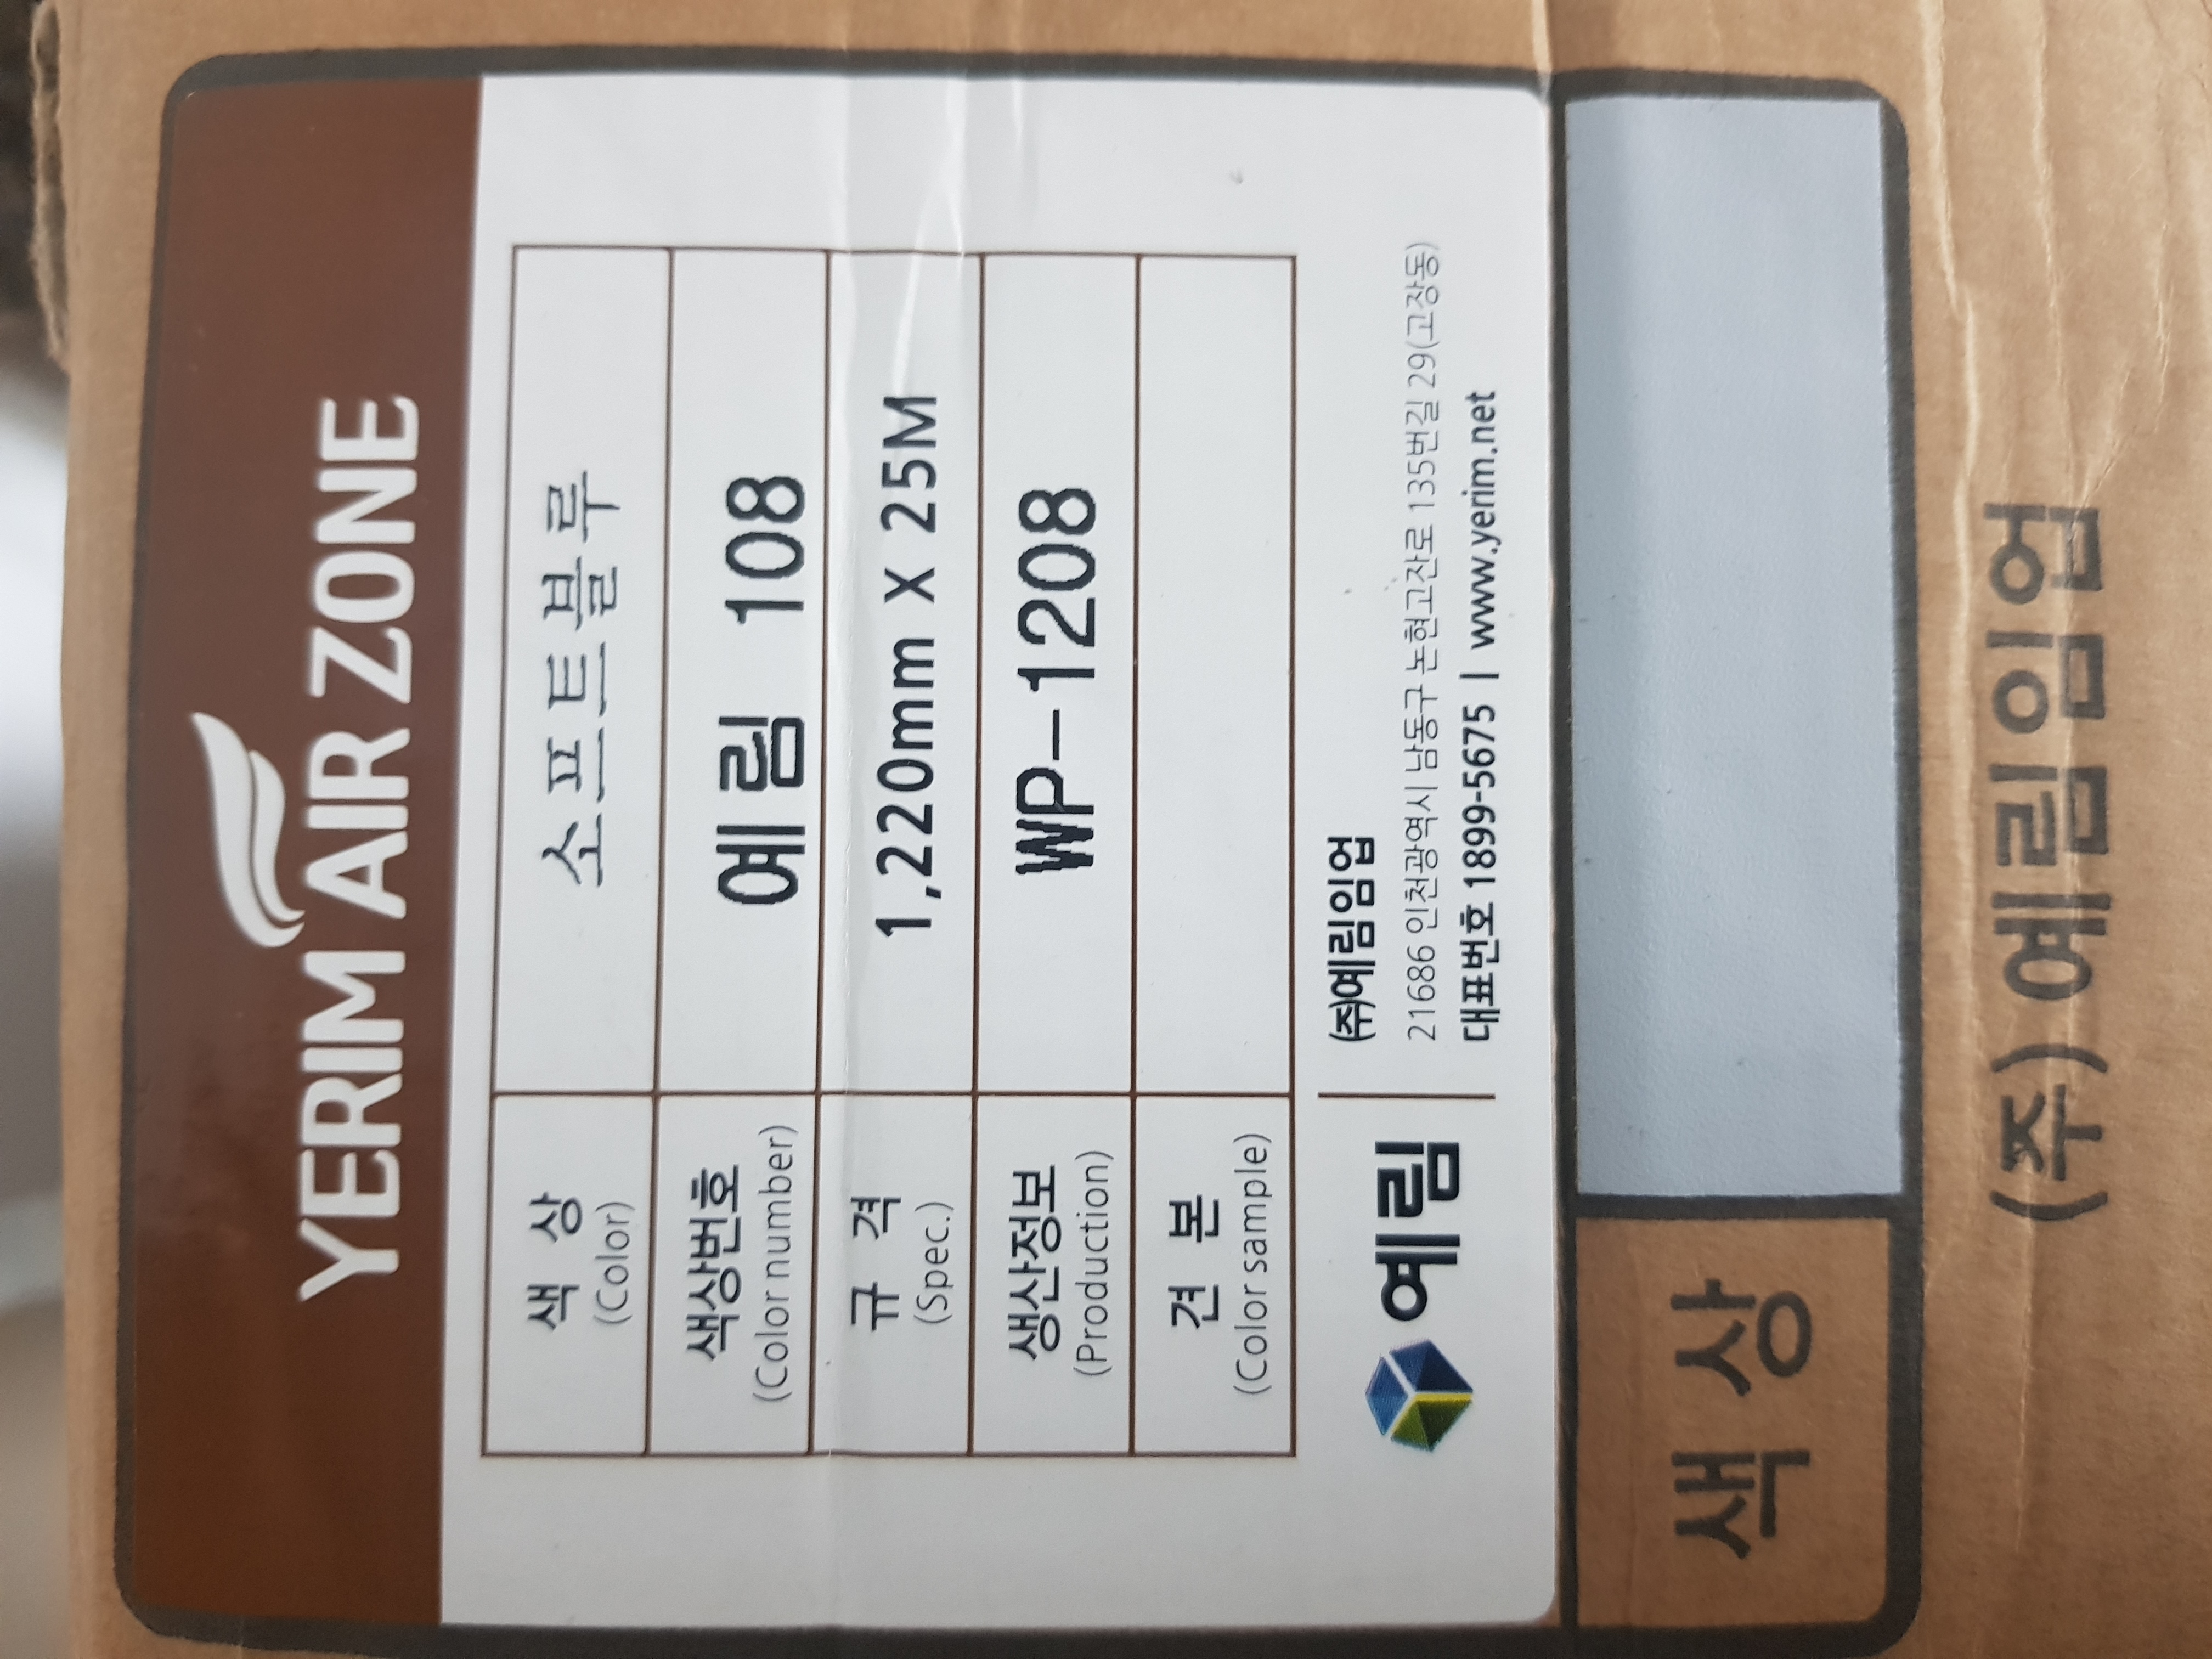 YERIM AIR ZONE
색 상 소프트블루
(Color)
색상번호 예림 108
(Color number)
규 격 1,220mm X 25M
(Spec.)
생산정보 WP-1208
(Production)
견 본
(Color sample)
예림
(주)예림임업
21686 인천광역시 남동구 논현고잔로 135번길 29(고장동)
대표번호 1899-5675 | www.yerim.net
색 상
(주) 예림임업